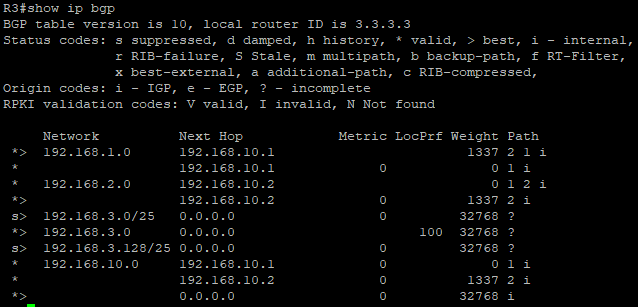 R3#show ip bgp
BGP table version is 10, local router ID is 3.3.3.3
Status codes: s suppressed, d damped, h history, * valid, > best, i - internal,
              r RIB-failure, S Stale, m multipath, b backup-path, f RT-Filter,
              x best-external, a additional-path, c RIB-compressed,
Origin codes: i - IGP, e - EGP, ? - incomplete
RPKI validation codes: V valid, I invalid, N Not found

     Network          Next Hop            Metric LocPrf Weight Path
 *>  192.168.1.0      192.168.10.1                        1337 2 1 i
 *                    192.168.10.1             0             0 1 i
 *   192.168.2.0      192.168.10.2                           0 1 2 i
 *>                   192.168.10.2             0          1337 2 i
 s>  192.168.3.0/25   0.0.0.0                  0         32768 ?
 *>  192.168.3.0      0.0.0.0                       100  32768 ?
 s>  192.168.3.128/25 0.0.0.0                  0         32768 ?
 *   192.168.10.0     192.168.10.1             0             0 1 i
 *                    192.168.10.2             0          1337 2 i
 *>                   0.0.0.0                  0         32768 i